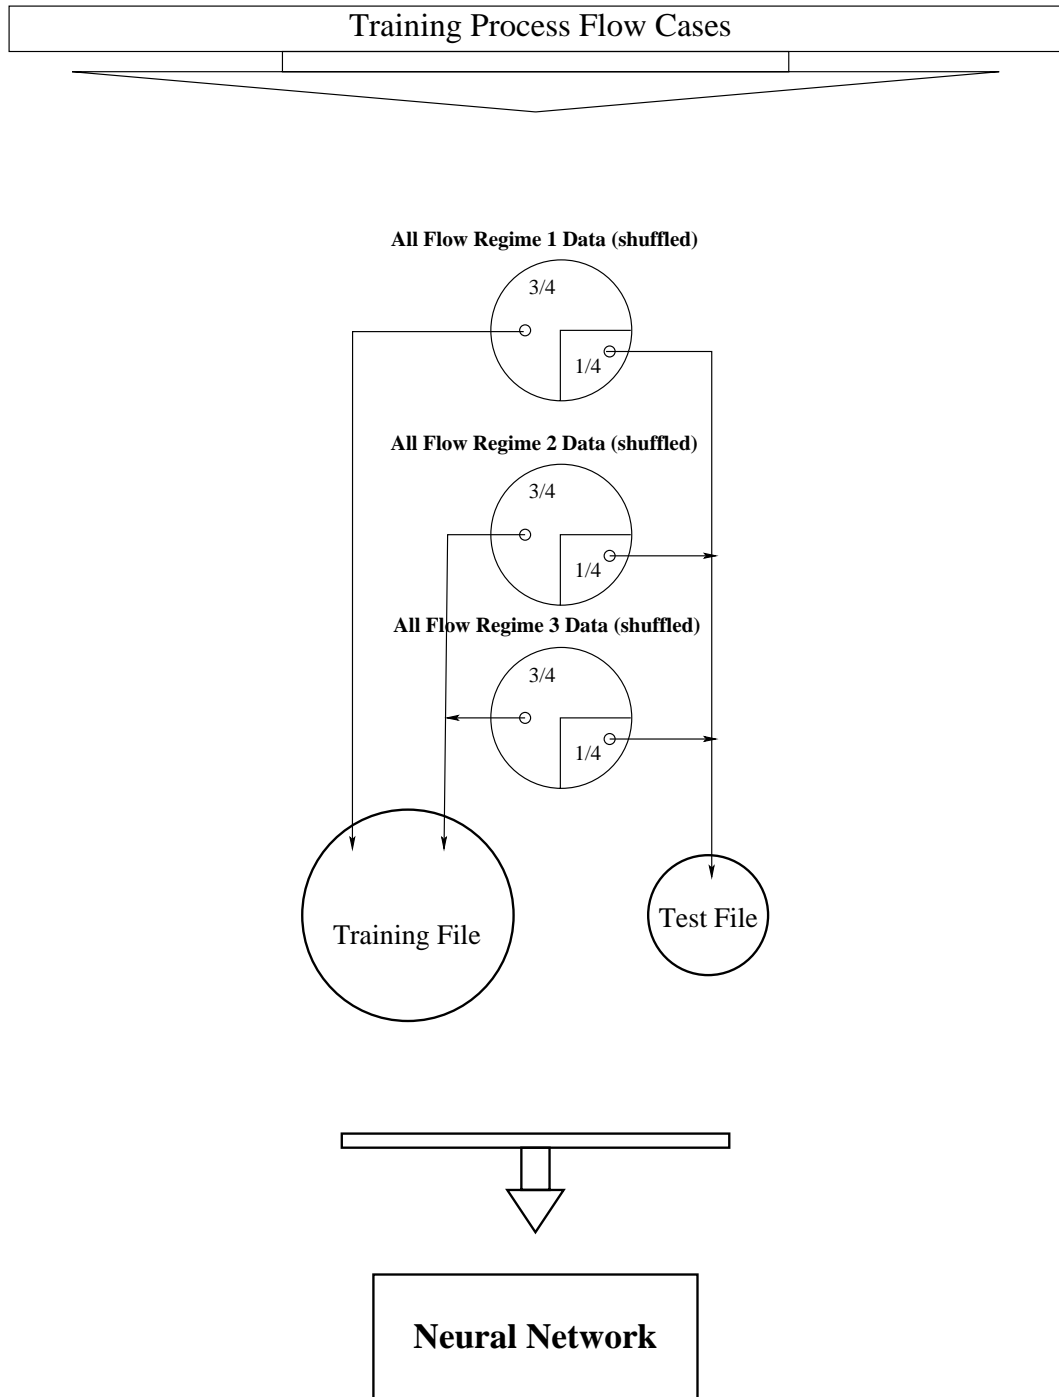 Training Process Flow Cases
All Flow Regime 1 Data (shuffled)
3/4
1/4
All Flow Regime 2 Data (shuffled)
3/4
1/4
All Flow Regime 3 Data (shuffled)
3/4
1/4
Training File
Test File
Neural Network